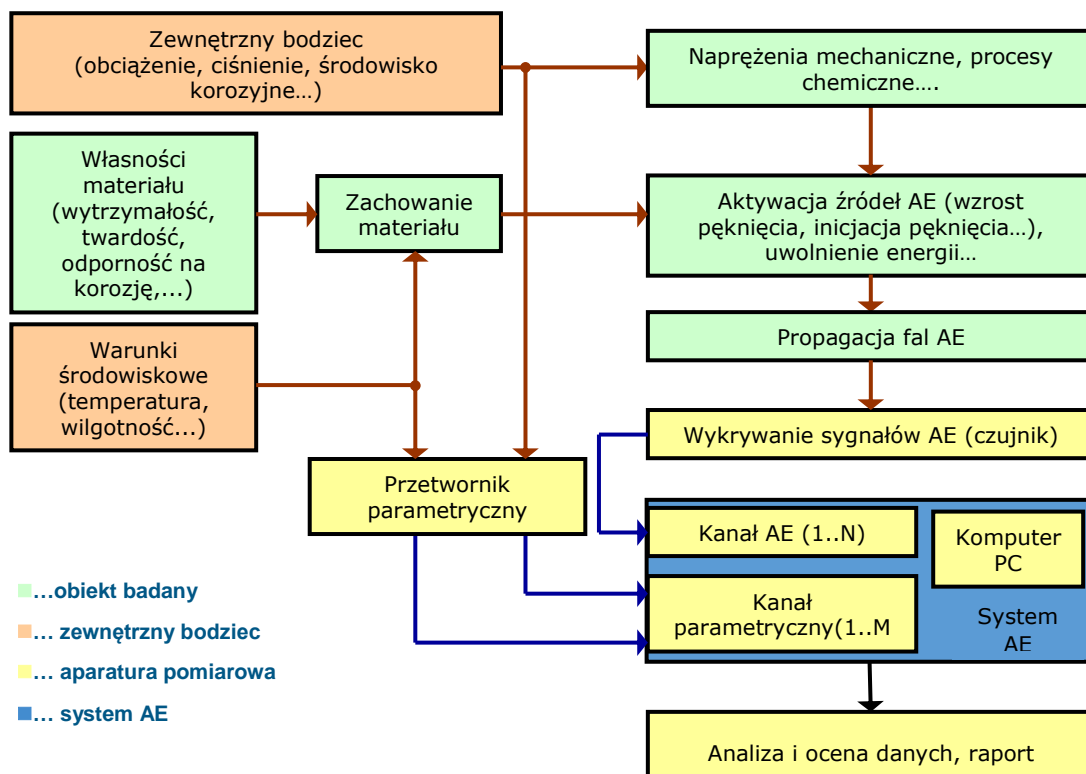 Zewnętrzny bodziec
(obciążenie, ciśnienie, środowisko
korozyjne…)
Naprężenia mechaniczne, procesy
chemiczne….
Własności
materiału
(wytrzymałość,
twardość,
odporność na
korozję,...)
Zachowanie
materiału
Aktywacja źródeł AE (wzrost
pęknięcia, inicjacja pęknięcia…),
uwolnienie energii…
Propagacja fal AE
Warunki
środowiskowe
(temperatura,
wilgotność...)
Wykrywanie sygnałów AE (czujnik)
Przetwornik
parametryczny
Kanał AE (1..N)
Komputer
PC
Kanał
parametryczny(1..M
System
AE
…obiekt badany
… zewnętrzny bodziec
… aparatura pomiarowa
… system AE
Analiza i ocena danych, raport